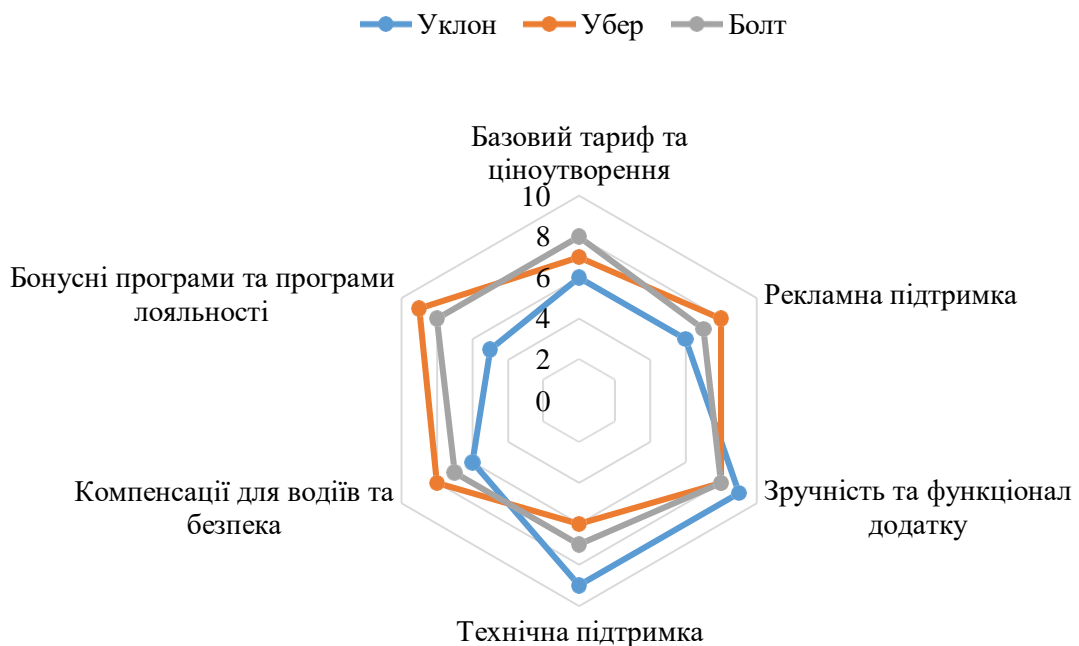 Уклон
Убер
Болт
Базовий тариф та
ціноутворення
10
8
6
4
2
0
Рекламна підтримка
Зручність та функціонал
додатку
Технічна підтримка
Компенсації для водіїв та
безпека
Бонусні програми та програми
лояльності